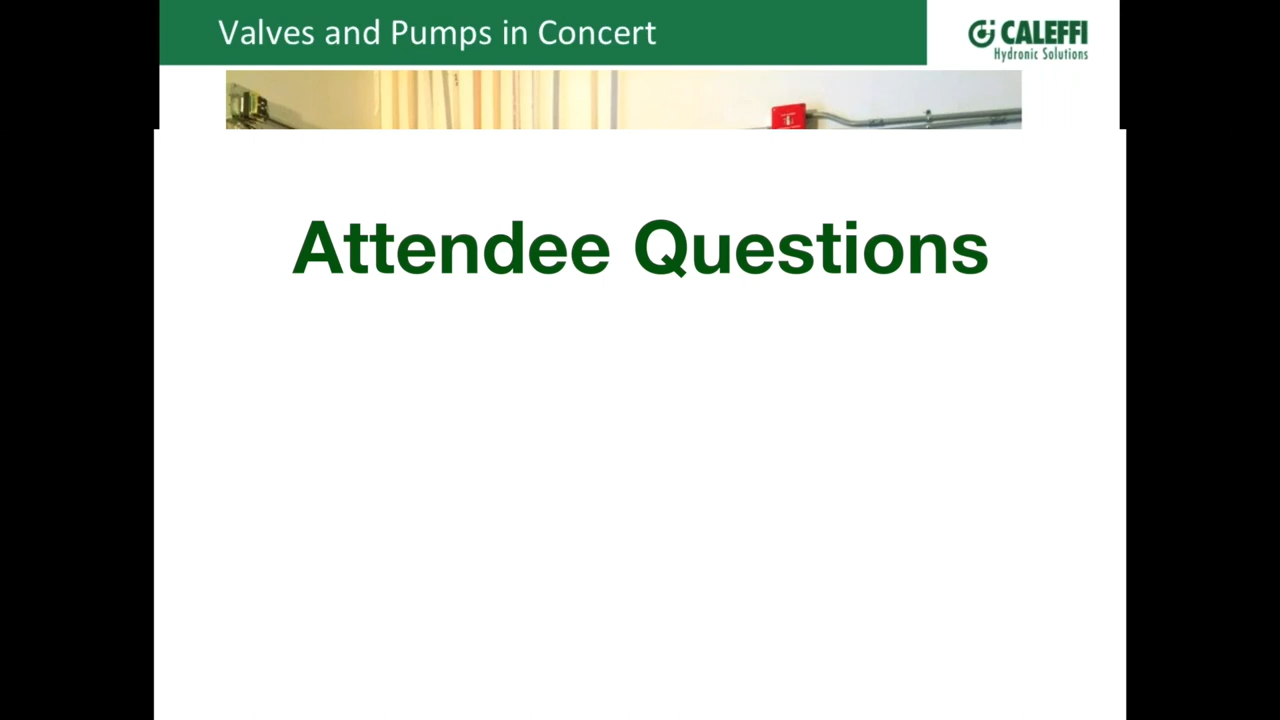 Valves and Pumps in Concert
CALEFFI
Hydronic Solutions
Attendee Questions